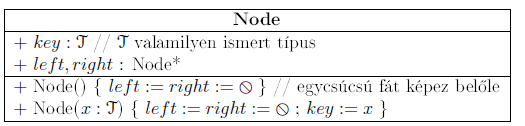 Node
+ key : 𝒯 // 𝒯 valamilyen ismert típus
+ left, right : Node*
+ Node() { left := right := ⦸ } // egycsúcsú fát képez belőle
+ Node(x : 𝒯) { left := right := ⦸ ; key := x }